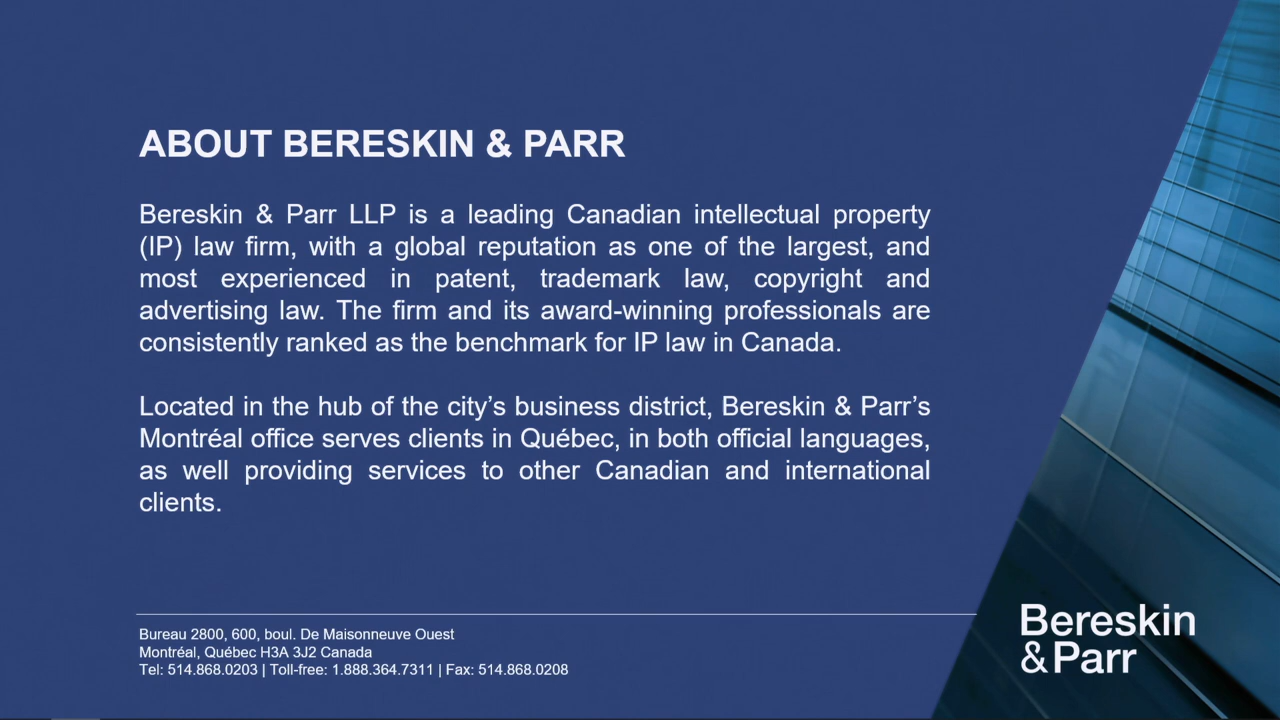 ABOUT BERESKIN & PARR
Bereskin & Parr LLP is a leading Canadian intellectual property
(IP) law firm, with a global reputation as one of the largest, and
most experienced in patent, trademark law, copyright and
advertising law. The firm and its award-winning professionals are
consistently ranked as the benchmark for IP law in Canada.
Located in the hub of the city’s business district, Bereskin & Parr’s
Montréal office serves clients in Québec, in both official languages,
as well providing services to other Canadian and international
clients.
Bureau 2800, 600, boul. De Maisonneuve Ouest
Montréal, Québec H3A 3J2 Canada
Tel: 514.868.0203 | Toll-free: 1.888.364.7311 | Fax: 514.868.0208
Bereskin
&Parr